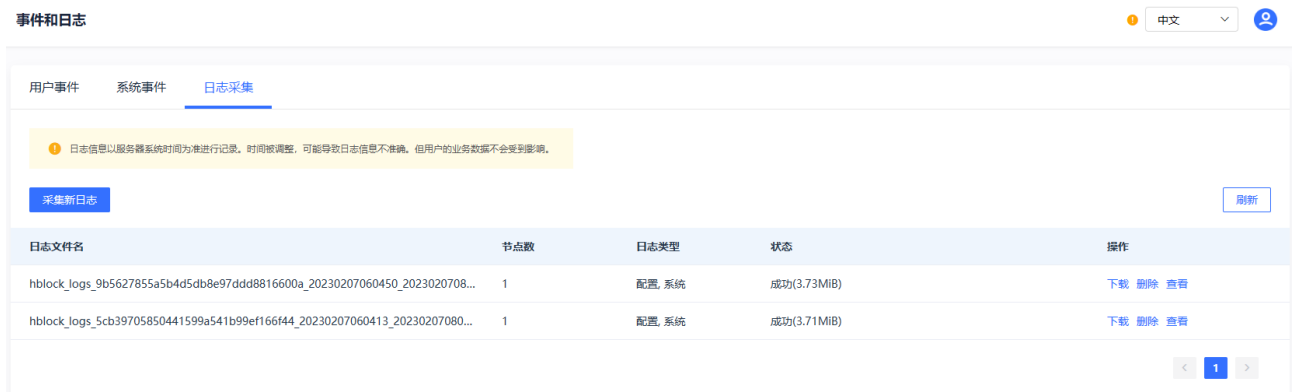 事件和日志
中文
用户事件 系统事件 日志采集
日志信息以服务器系统时间为准进行记录。时间被调整，可能导致日志信息不准确。但用户的业务数据不会受到影响。
采集新日志 刷新
日志文件名 节点数 日志类型 状态 操作
hblock_logs_9b5627855a5b4d5db8e97ddd8816600a_20230207060450_2023020708... 1 配置, 系统 成功(3.73MiB) 下载 删除 查看
hblock_logs_5cb39705850441599a541b99ef166f44_20230207060413_20230207080... 1 配置, 系统 成功(3.71MiB) 下载 删除 查看
< 1 >